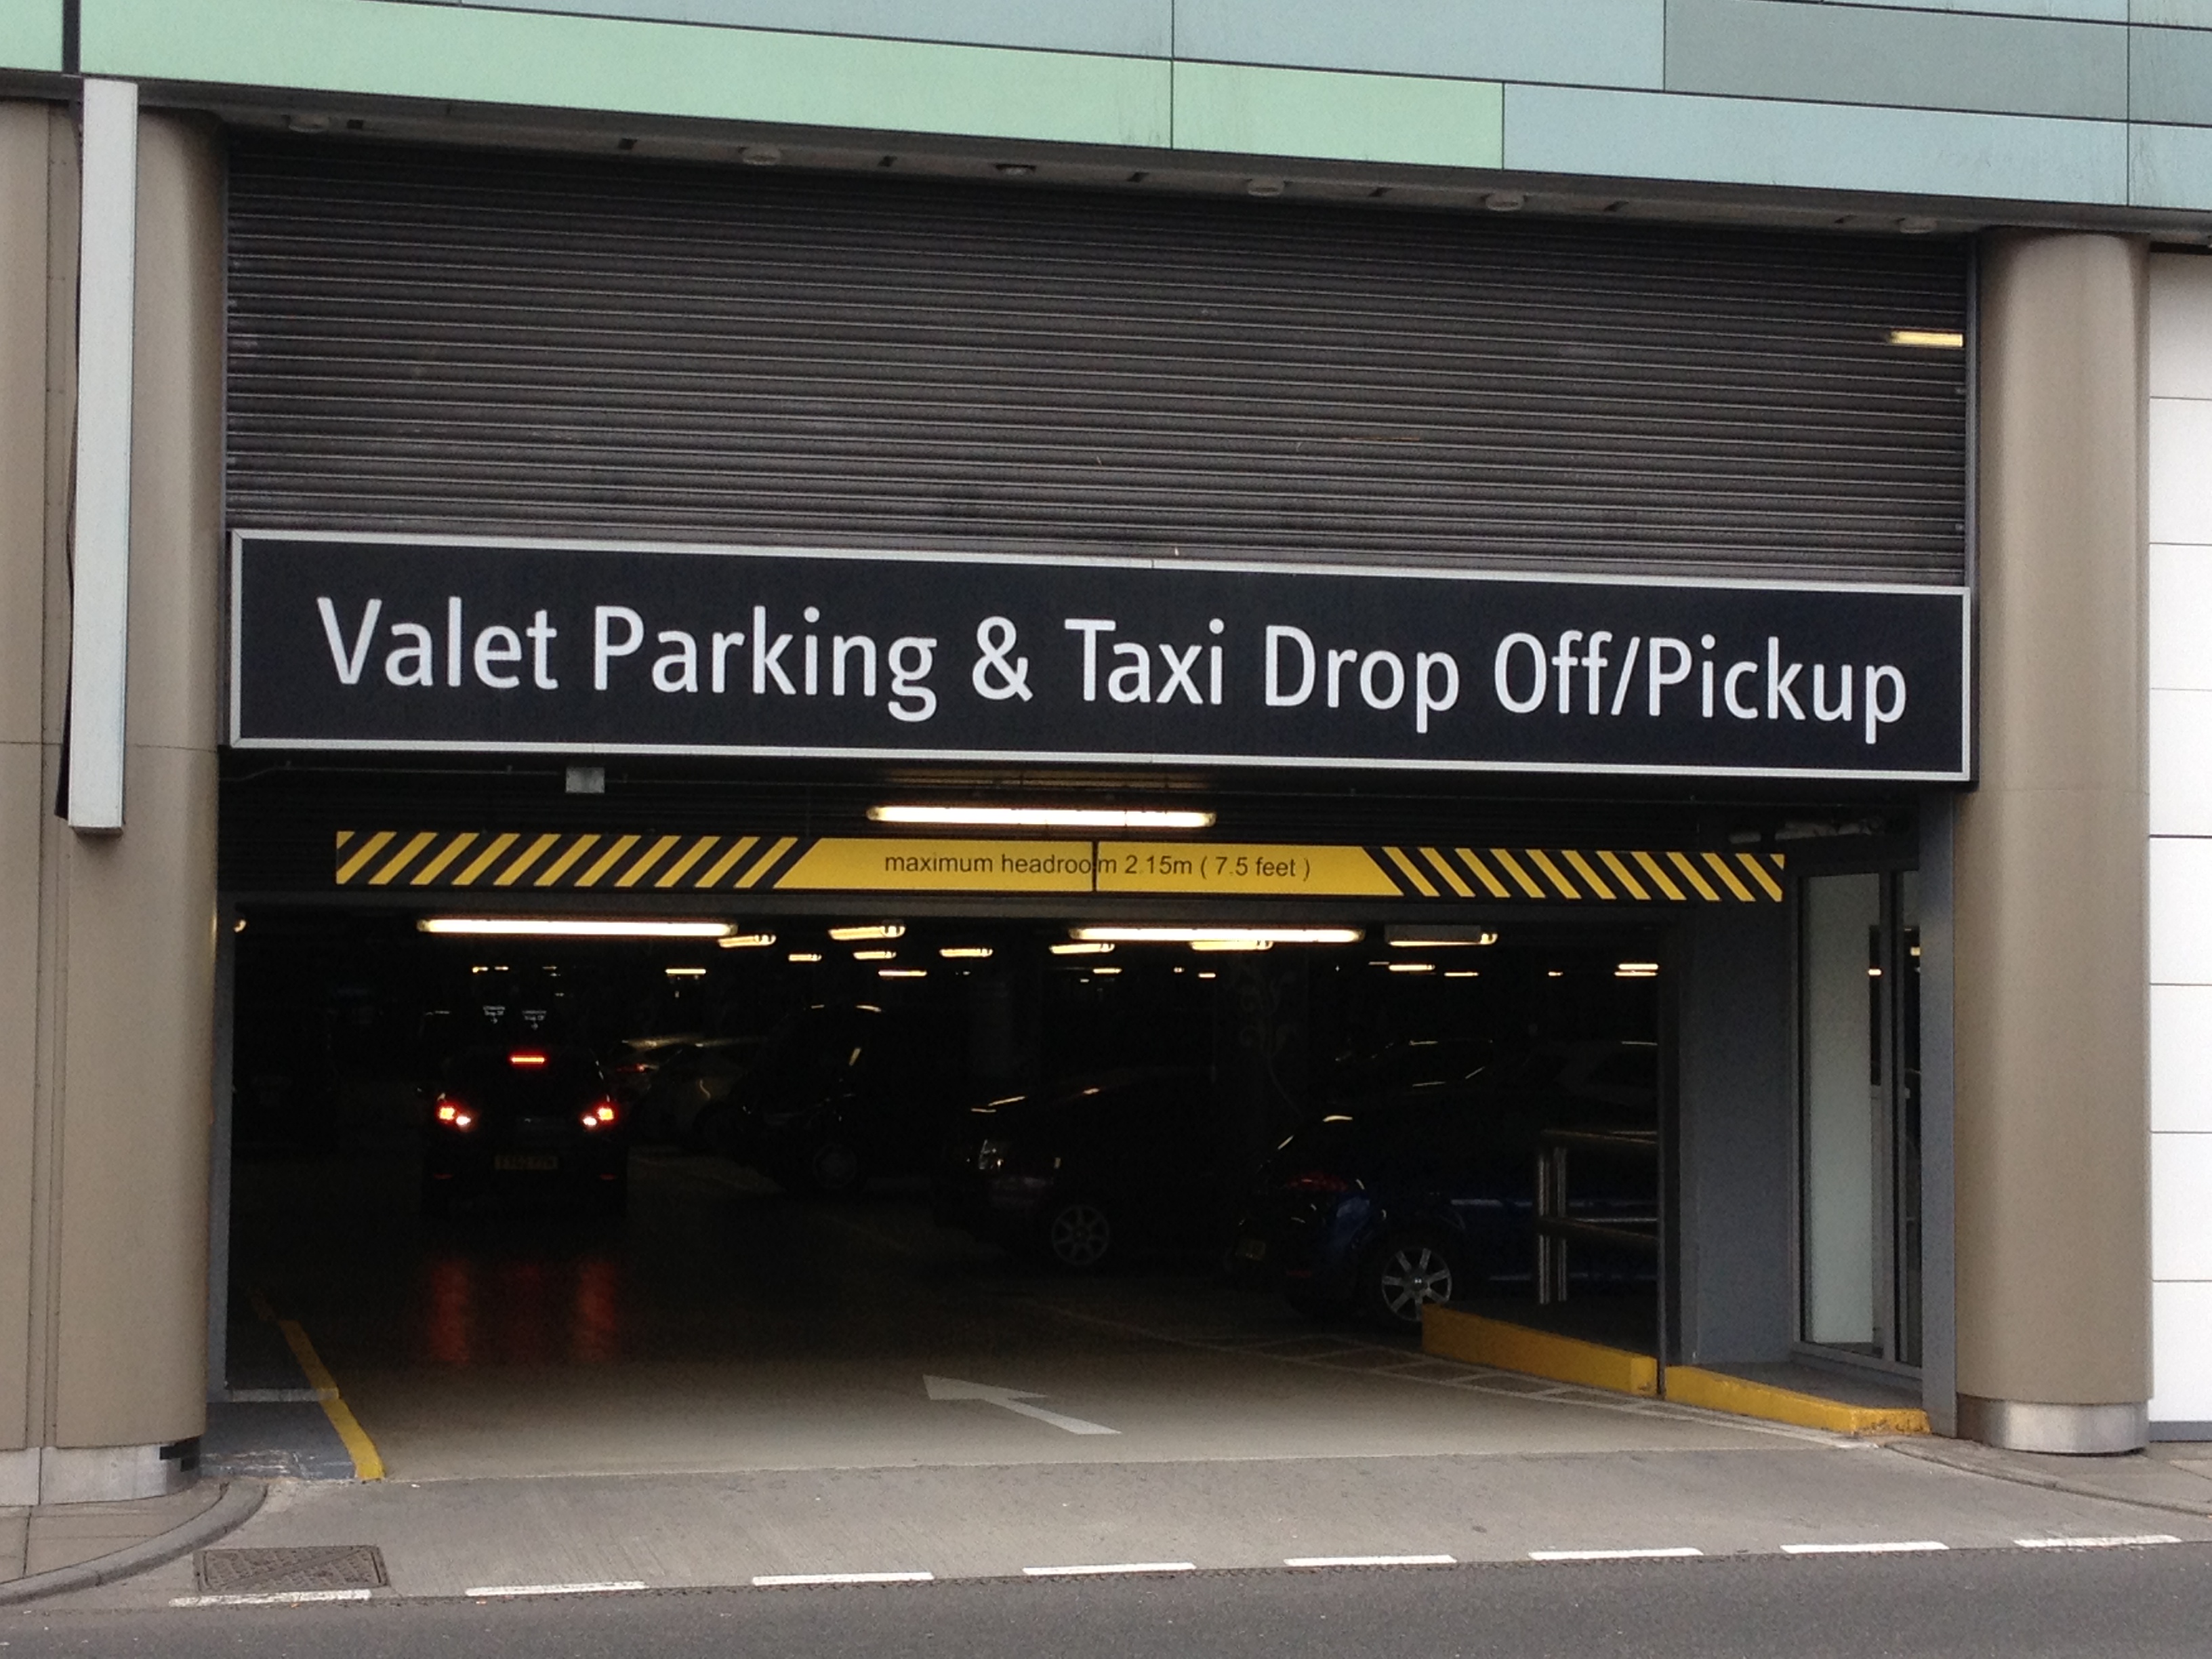 Valet Parking & Taxi Drop Off/Pickup
maximum headroom 2.15m ( 7.5 feet )